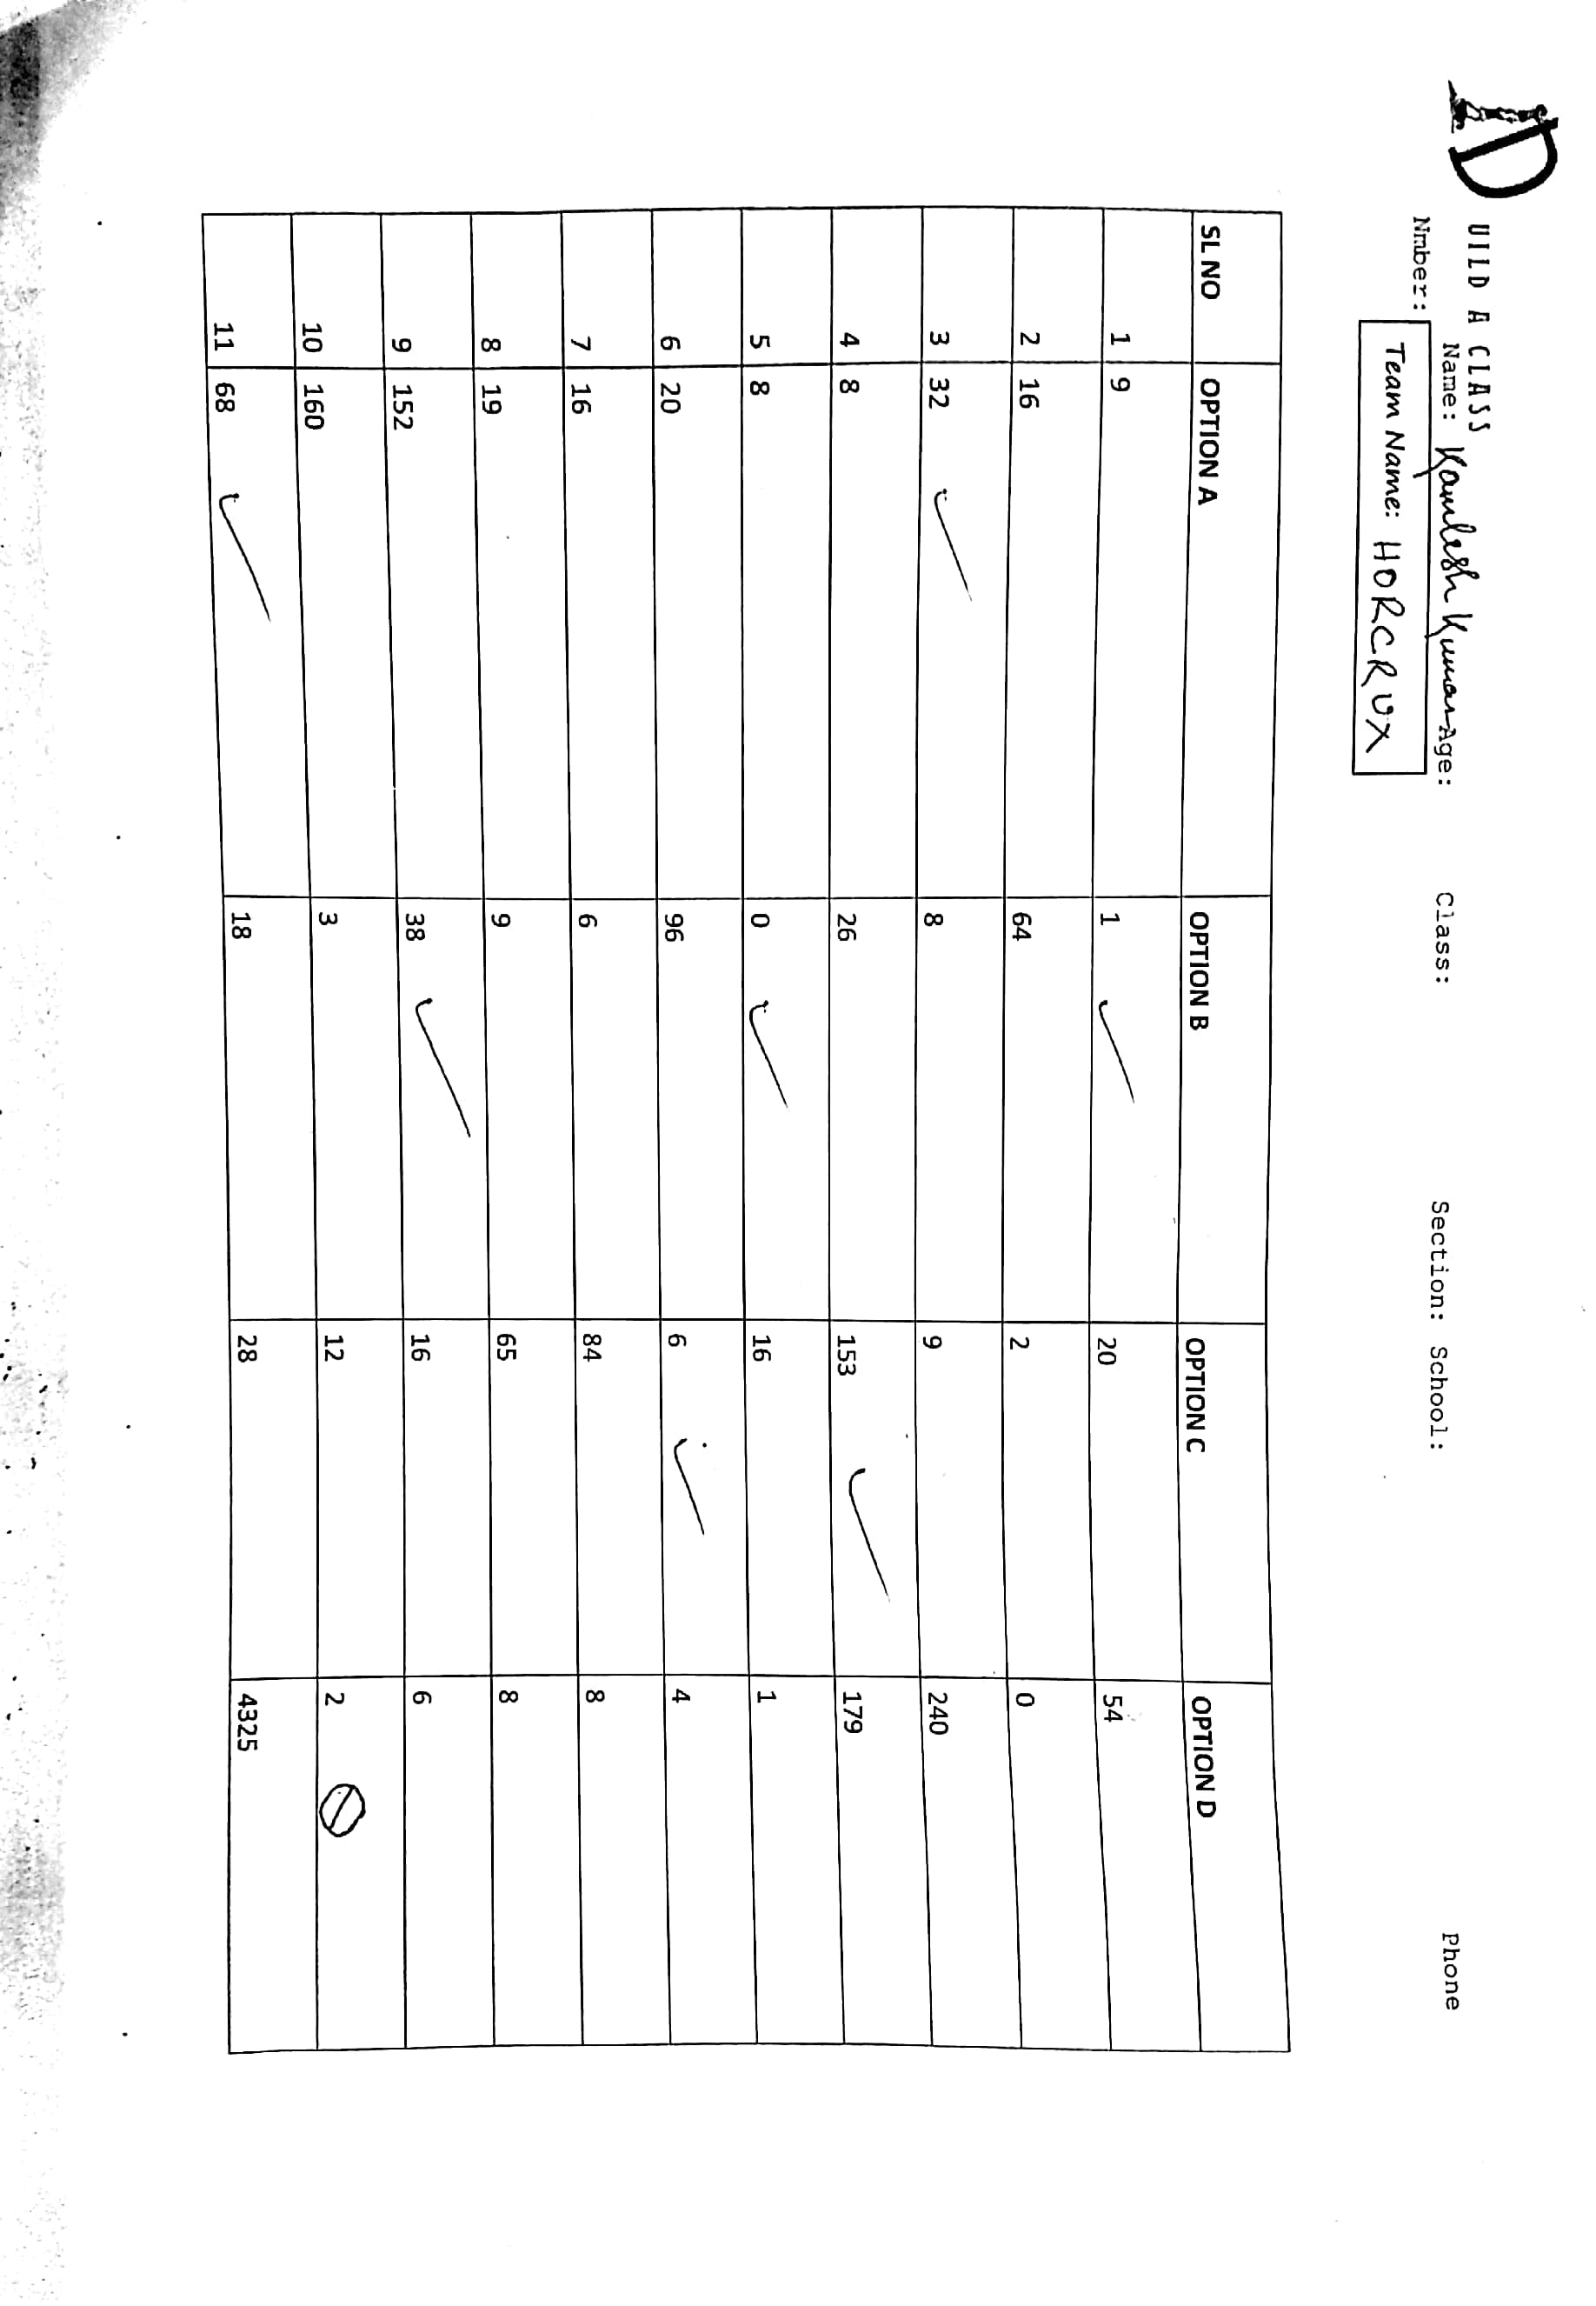 D UILD A CLASS
Name: Kamlesh Kumar Age: Class: Section: School: Phone
Nmber:
Team Name: HORCRUX
SL NO OPTION A OPTION B OPTION C OPTION D
1 9 1 ✓ 20 54
2 16 64 2 0
3 32 ✓ 8 9 240
4 8 26 153 ✓ 179
5 8 0 ✓ 16 1
6 20 96 6 ✓ 4
7 16 6 84 8
8 19 9 65 8
9 152 38 ✓ 16 6
10 160 3 12 2
11 68 ✓ 18 28 4325